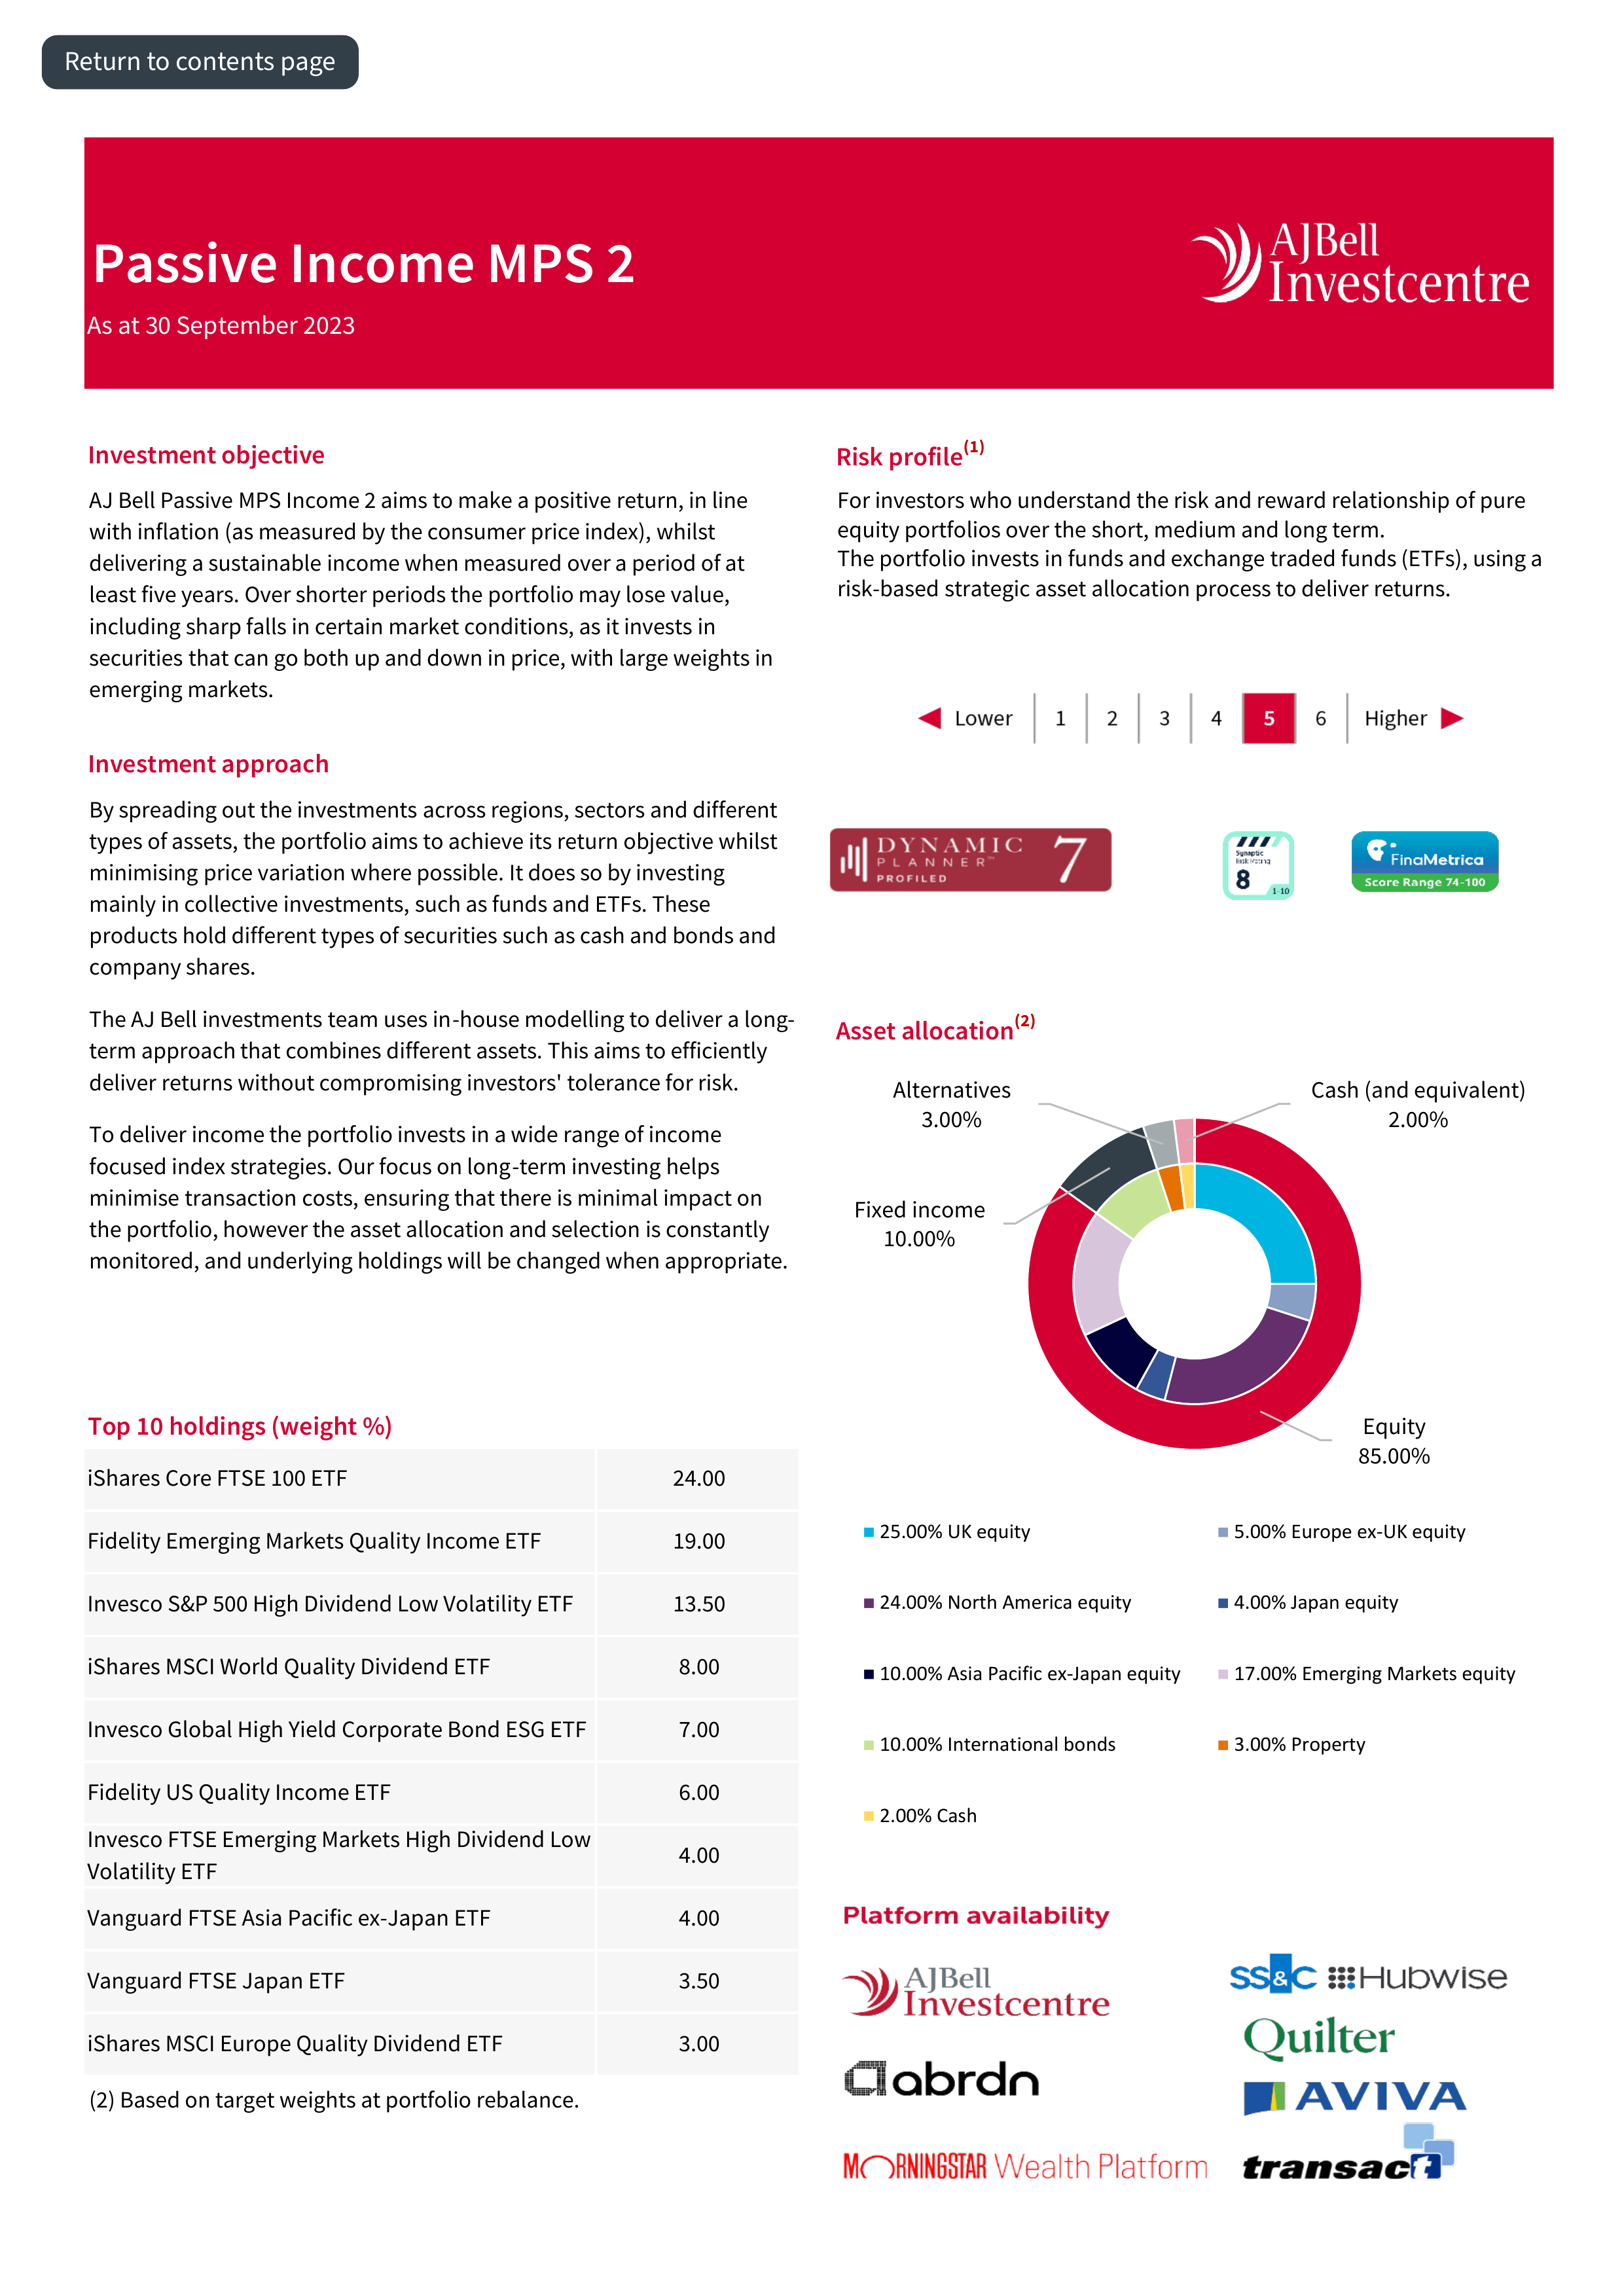 Return to contents page
Passive Income MPS 2
As at 30 September 2023
AJBell
Investcentre
Investment objective
AJ Bell Passive MPS Income 2 aims to make a positive return, in line
with inflation (as measured by the consumer price index), whilst
delivering a sustainable income when measured over a period of at
least five years. Over shorter periods the portfolio may lose value,
including sharp falls in certain market conditions, as it invests in
securities that can go both up and down in price, with large weights in
emerging markets.
Investment approach
By spreading out the investments across regions, sectors and different
types of assets, the portfolio aims to achieve its return objective whilst
minimising price variation where possible. It does so by investing
mainly in collective investments, such as funds and ETFs. These
products hold different types of securities such as cash and bonds and
company shares.
The AJ Bell investments team uses in-house modelling to deliver a long-
term approach that combines different assets. This aims to efficiently
deliver returns without compromising investors' tolerance for risk.
To deliver income the portfolio invests in a wide range of income
focused index strategies. Our focus on long-term investing helps
minimise transaction costs, ensuring that there is minimal impact on
the portfolio, however the asset allocation and selection is constantly
monitored, and underlying holdings will be changed when appropriate.
Top 10 holdings (weight %)
iShares Core FTSE 100 ETF 24.00
Fidelity Emerging Markets Quality Income ETF 19.00
Invesco S&P 500 High Dividend Low Volatility ETF 13.50
iShares MSCI World Quality Dividend ETF 8.00
Invesco Global High Yield Corporate Bond ESG ETF 7.00
Fidelity US Quality Income ETF 6.00
Invesco FTSE Emerging Markets High Dividend Low
Volatility ETF 4.00
Vanguard FTSE Asia Pacific ex-Japan ETF 4.00
Vanguard FTSE Japan ETF 3.50
iShares MSCI Europe Quality Dividend ETF 3.00
(2) Based on target weights at portfolio rebalance.
Risk profile(1)
For investors who understand the risk and reward relationship of pure
equity portfolios over the short, medium and long term.
The portfolio invests in funds and exchange traded funds (ETFs), using a
risk-based strategic asset allocation process to deliver returns.
Lower 1 2 3 4 5 6 Higher
DYNAMIC
PLANNER™
PROFILED
7
Synaptic
Risk Rating
8
1-10
FinaMetrica
Score Range 74-100
Asset allocation(2)
Alternatives
3.00%
Cash (and equivalent)
2.00%
Fixed income
10.00%
Equity
85.00%
25.00% UK equity
5.00% Europe ex-UK equity
24.00% North America equity
4.00% Japan equity
10.00% Asia Pacific ex-Japan equity
17.00% Emerging Markets equity
10.00% International bonds
3.00% Property
2.00% Cash
Platform availability
AJBell
Investcentre
SS&C Hubwise
Quilter
abrdn
AVIVA
MORNINGSTAR Wealth Platform
transact